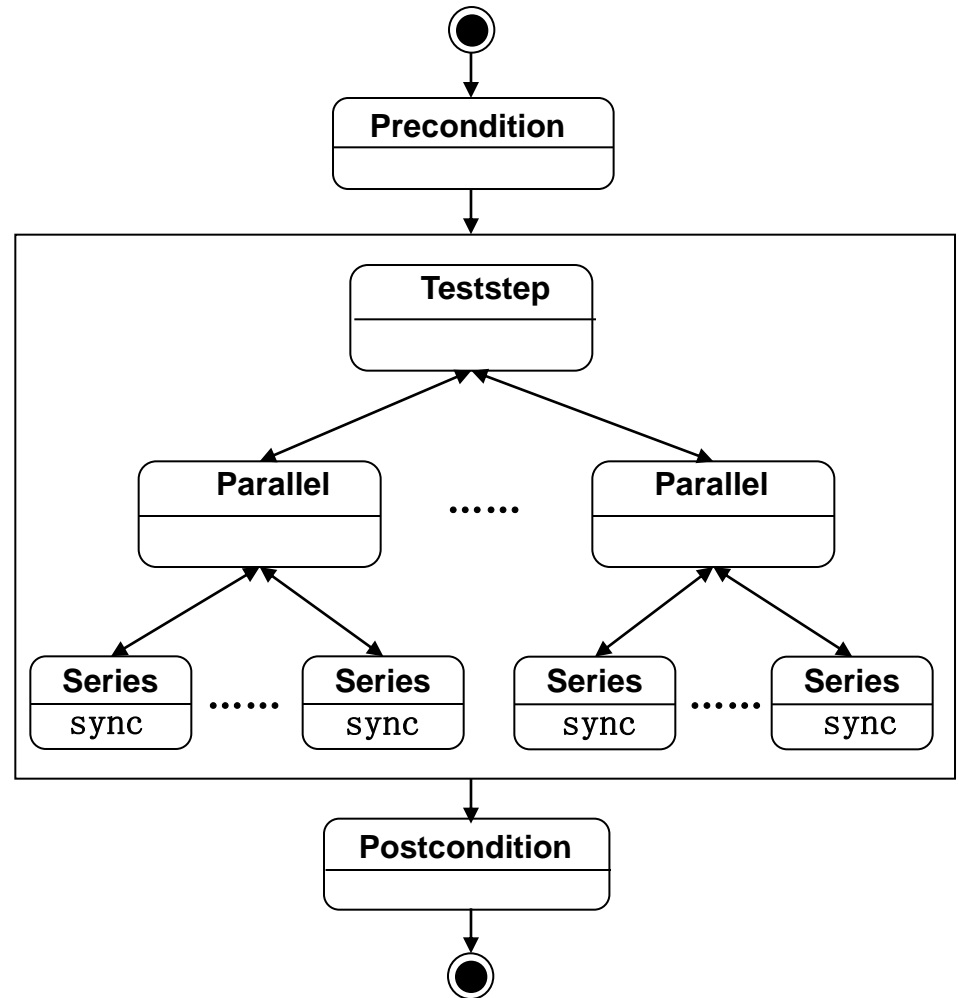 Precondition
Teststep
Parallel ...... Parallel
Series ...... Series Series ...... Series
sync sync sync sync
Postcondition